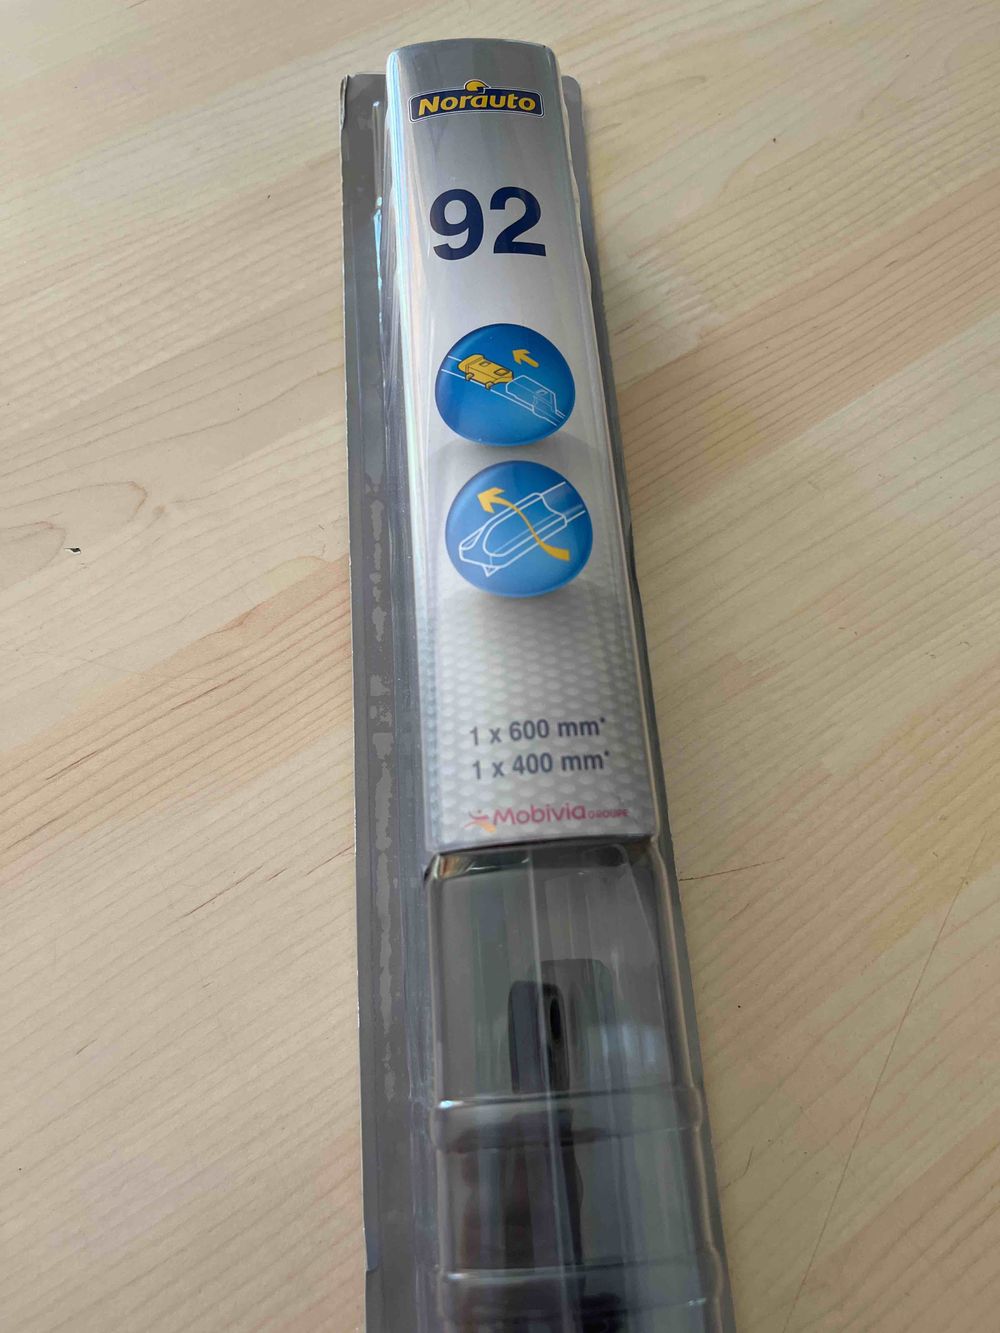 Norauto
92
1 x 600 mm*
1 x 400 mm*
Mobivia GROUPE